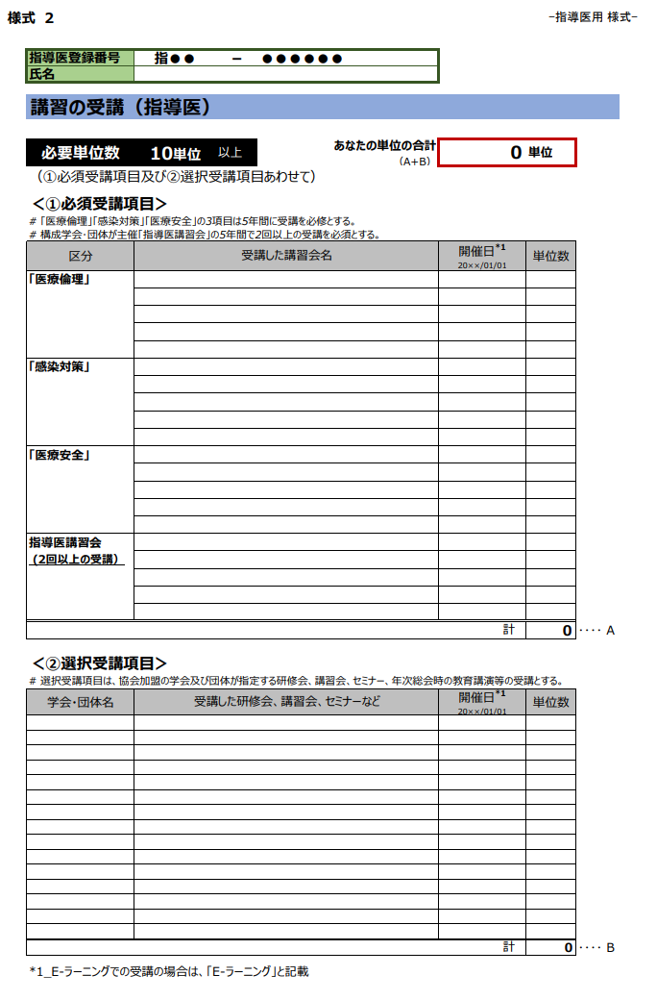 様式 2
-指導医用 様式-
指導医登録番号 指●● - ●●●●●●
氏名
講習の受講（指導医）
必要単位数 10単位 以上
あなたの単位の合計 0 単位
（A+B）
（①必須受講項目及び②選択受講項目あわせて）
＜①必須受講項目＞
# 「医療倫理」「感染対策」「医療安全」の3項目は5年間に受講を必修とする。
# 構成学会・団体が主催「指導医講習会」の5年間で2回以上の受講を必須とする。
区分 受講した講習会名 開催日*1 単位数
20××/01/01
「医療倫理」
「感染対策」
「医療安全」
指導医講習会
（2回以上の受講）
計 0 ‥‥ A
＜②選択受講項目＞
# 選択受講項目は、協会加盟の学会及び団体が指定する研修会、講習会、セミナー、年次総会時の教育講演等の受講とする。
学会・団体名 受講した研修会、講習会、セミナーなど 開催日*1 単位数
20××/01/01
計 0 ‥‥ B
*1_E-ラーニングでの受講の場合は、「E-ラーニング」と記載